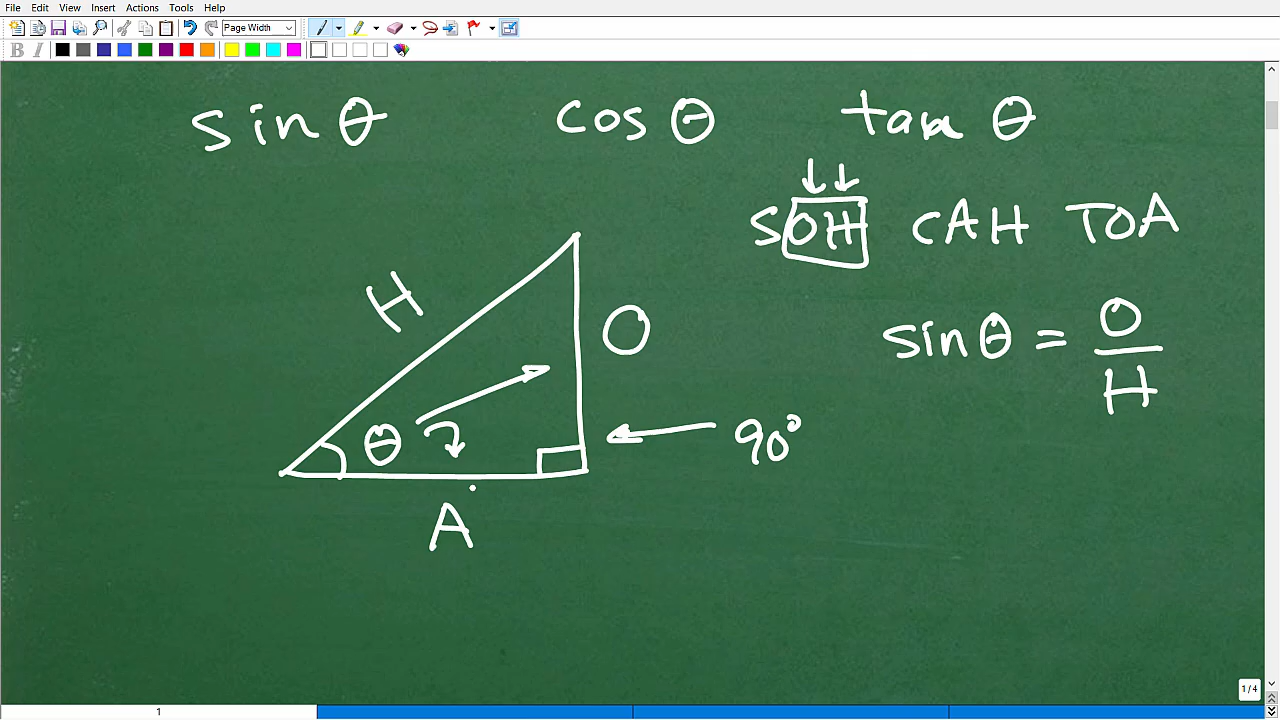 File Edit View Insert Actions Tools Help
Page Width
B I
sin θ cos θ tan θ
SOH CAH TOA
H
O
sin θ = O/H
θ
90°
A
1/4
1